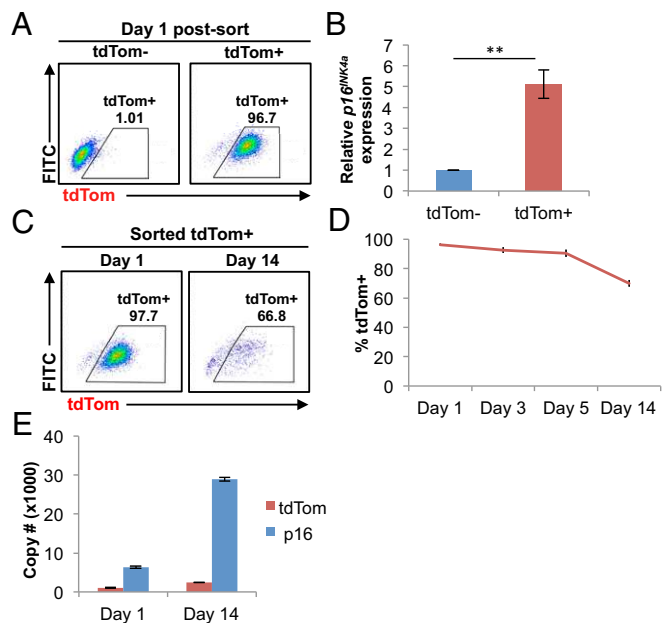 A
Day 1 post-sort
tdTom-
tdTom+
tdTom+
1.01
tdTom+
96.7
FITC
tdTom
B
Relative p16INK4a
expression
7
6
5
4
3
2
1
0
**
tdTom-
tdTom+
C
Sorted tdTom+
Day 1
Day 14
tdTom+
97.7
tdTom+
66.8
FITC
tdTom
D
% tdTom+
100
80
60
40
20
0
Day 1 Day 3 Day 5 Day 14
E
Copy # (x1000)
40
30
20
10
0
Day 1
Day 14
tdTom
p16